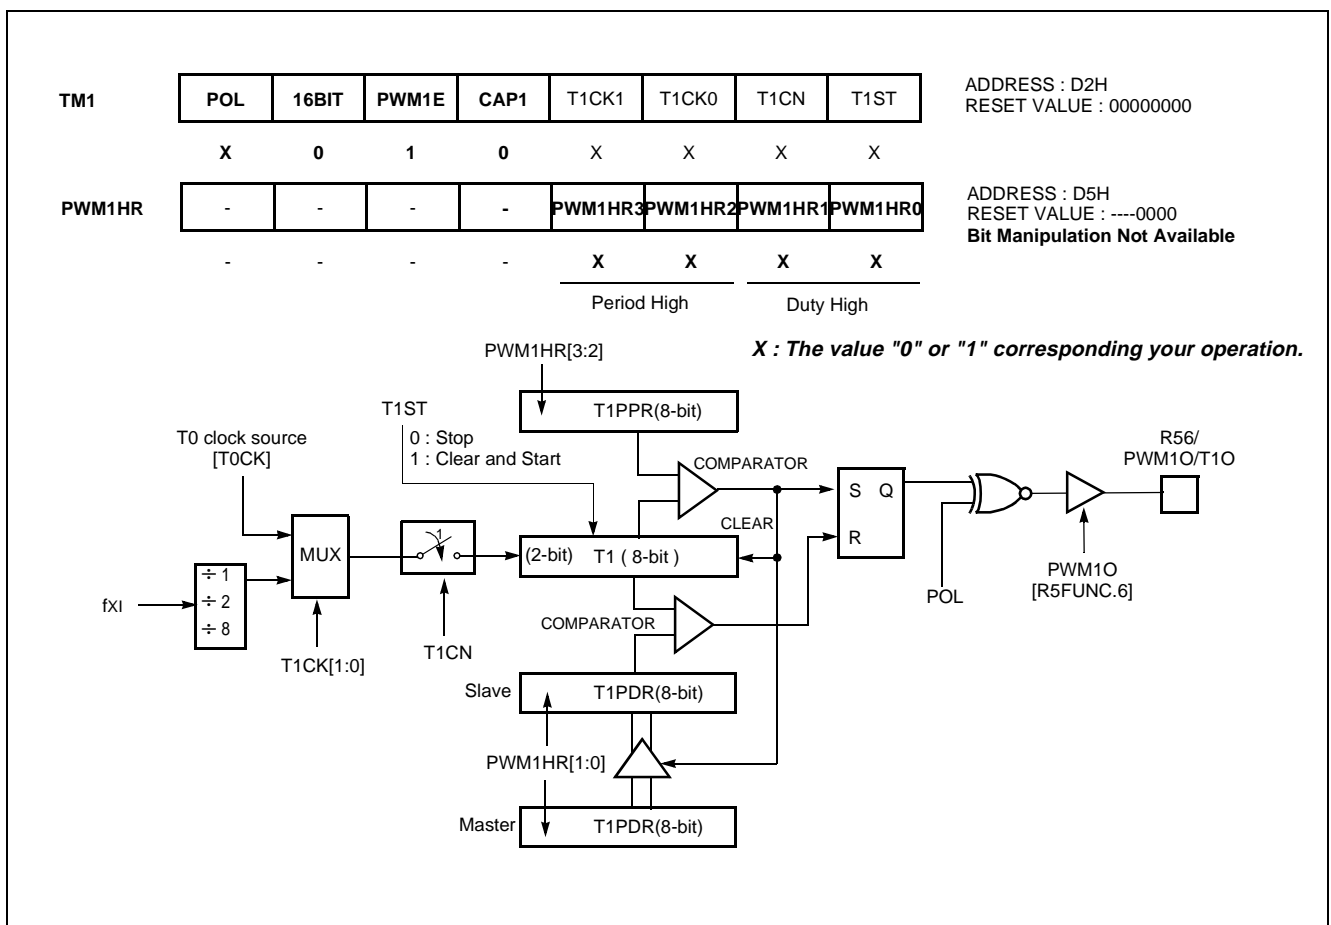 TM1 POL 16BIT PWM1E CAP1 T1CK1 T1CK0 T1CN T1ST
ADDRESS : D2H
RESET VALUE : 00000000
X 0 1 0 X X X X
PWM1HR - - - - PWM1HR3 PWM1HR2 PWM1HR1 PWM1HR0
ADDRESS : D5H
RESET VALUE : ----0000
Bit Manipulation Not Available
- - - - X X X X
Period High Duty High
X : The value "0" or "1" corresponding your operation.
PWM1HR[3:2]
T1PPR(8-bit)
T1ST
0 : Stop
1 : Clear and Start
T0 clock source
[T0CK]
COMPARATOR
R56/
PWM1O/T1O
S Q
R
CLEAR
MUX
1
(2-bit) T1 ( 8-bit )
÷ 1
÷ 2
÷ 8
fXI
T1CK[1:0]
T1CN
COMPARATOR
POL
PWM1O
[R5FUNC.6]
Slave T1PDR(8-bit)
PWM1HR[1:0]
Master T1PDR(8-bit)